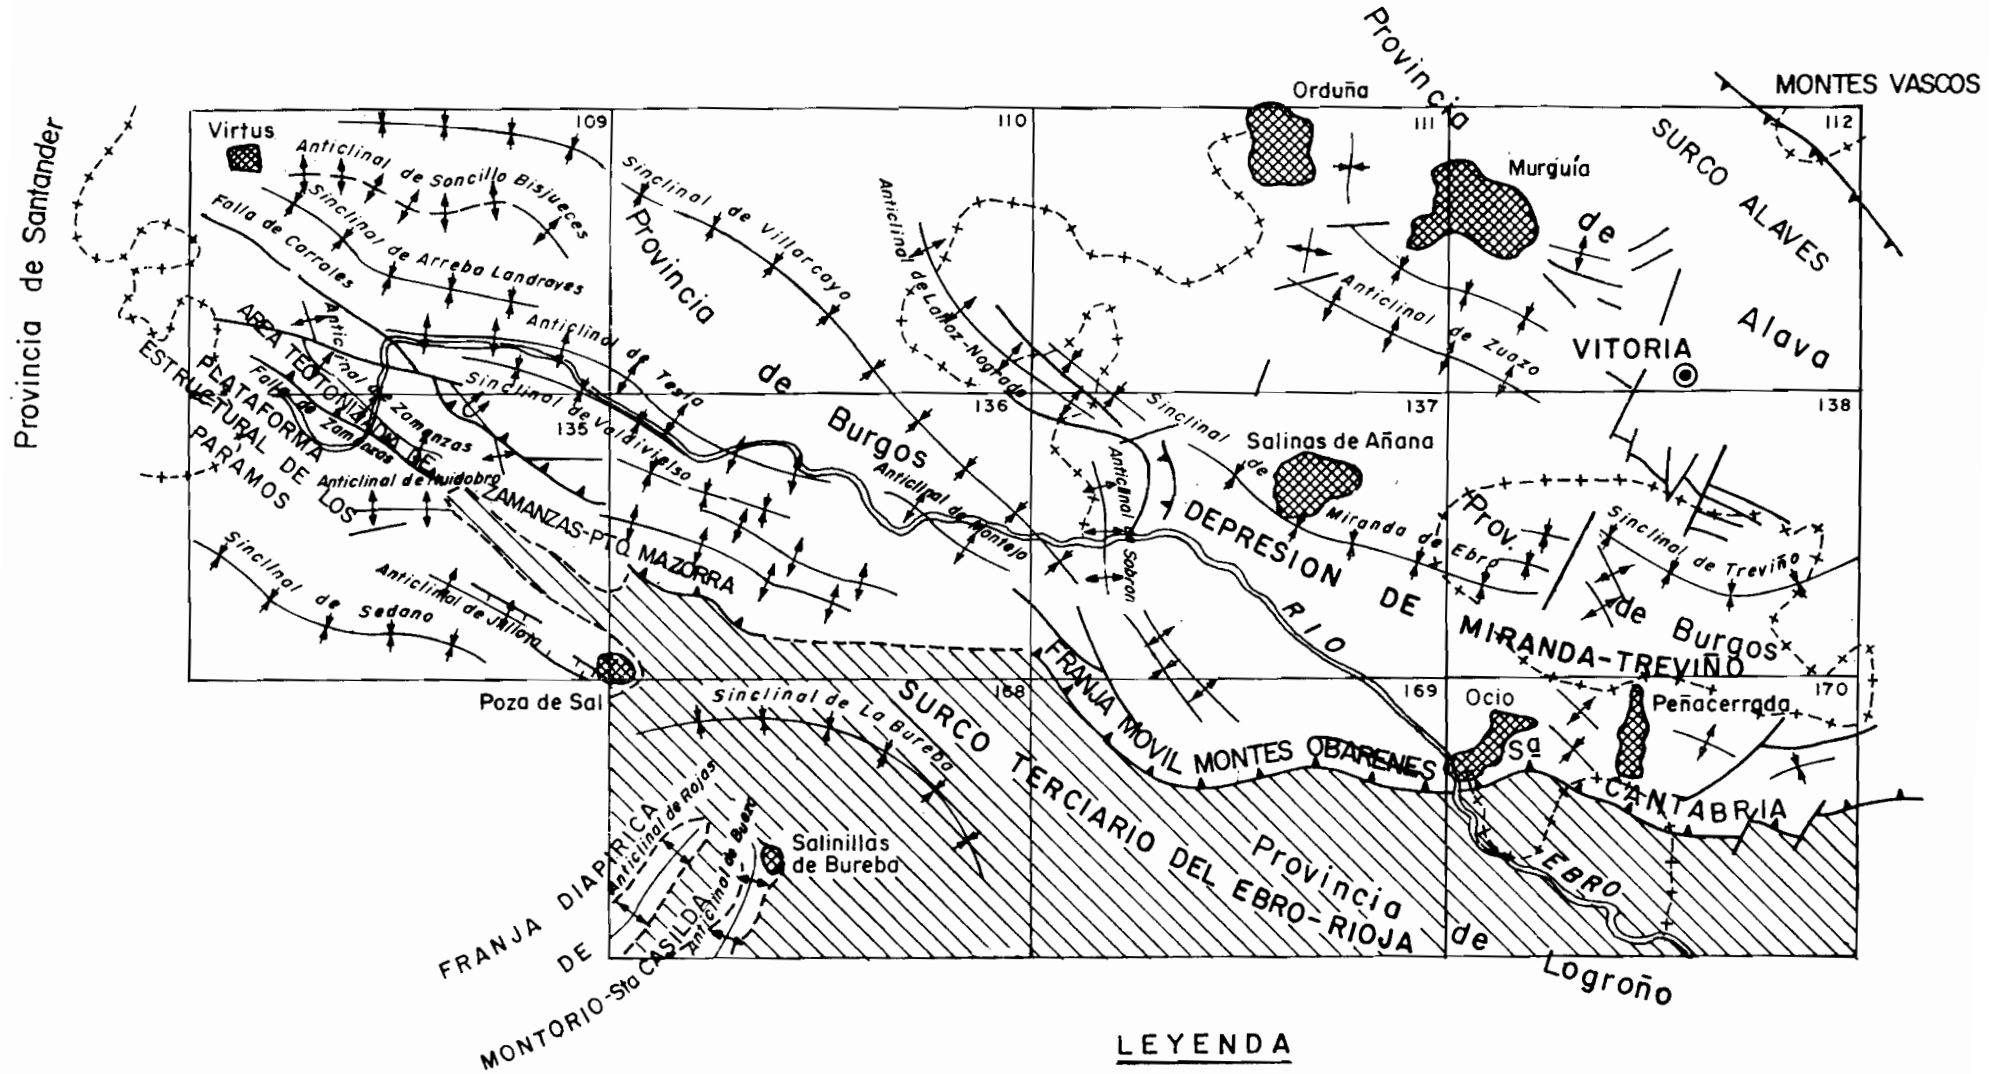 Provincia de Santander
Provincia
de
Alava
MONTES VASCOS
SURCO ALAVES
Orduña
109
110
111
112
Virtus
Murguía
Anticlinal de Soncillo Bisjueces
Sinclinal de Villarcayo
Sinclinal de Arreba Landraves
Falla de Carrales
Provincia
de
Burgos
Anticlinal de Lahoz-Nograro
Anticlinal de Zuazo
VITORIA
AREA TECTONIZADA DE
ZAMANZAS-PTO. MAZORRA
Anticlinal de Zamanzas
Anticlinal de Tesla
Sinclinal de Valdivielso
PLATAFORMA
ESTRUCTURAL DE LOS
PARAMOS
Falla de Zamanzas
135
136
137
138
Sinclinal de Miranda de Ebro
Salinas de Añana
Anticlinal de Huidobro
Anticlinal de Montejo
Anticlinal de Sobron
DEPRESION DE
MIRANDA-TREVIÑO
Prov.
de Burgos
Sinclinal de Treviño
Sinclinal de Sedano
Anticlinal de
RIO
EBRO
Poza de Sal
168
169
170
Ocio
Peñacerrada
Sinclinal de La Bureba
SURCO TERCIARIO DEL EBRO-RIOJA
FRANJA MOVIL MONTES OBARENES
Sª
CANTABRIA
FRANJA DIAPIRICA
DE
MONTORIO-Sta CASILDA
Anticlinal de Rojas
Anticlinal de Buezo
Salinillas
de Bureba
Provincia
de
Logroño
LEYENDA